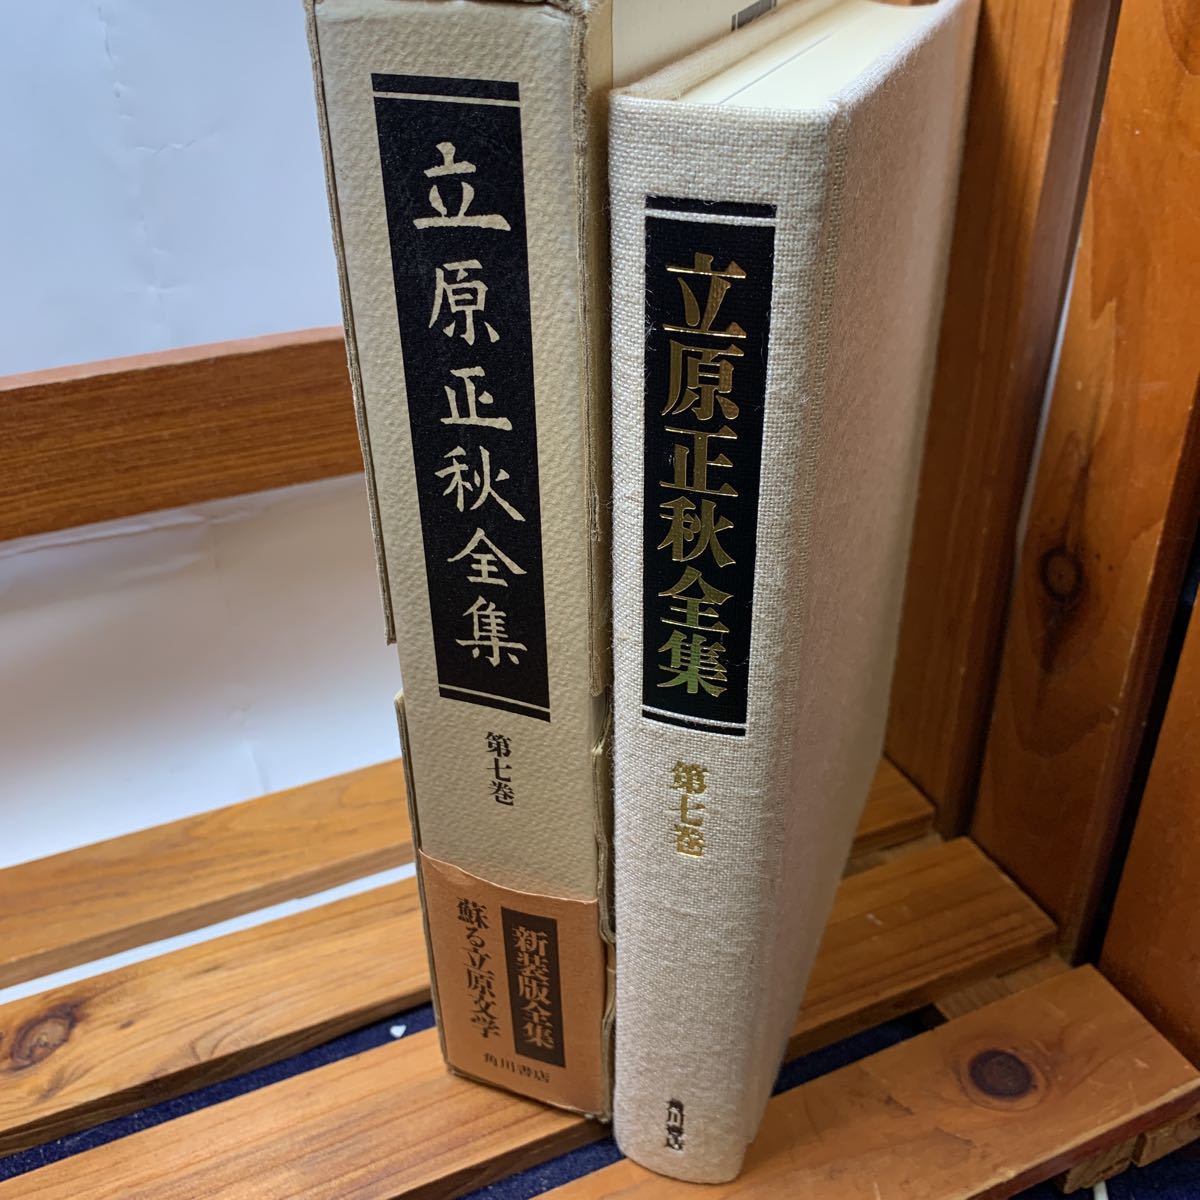 立原正秋全集
第七巻
新装版全集
蘇る立原文学
角川書店
立原正秋全集
第七巻
角川書店